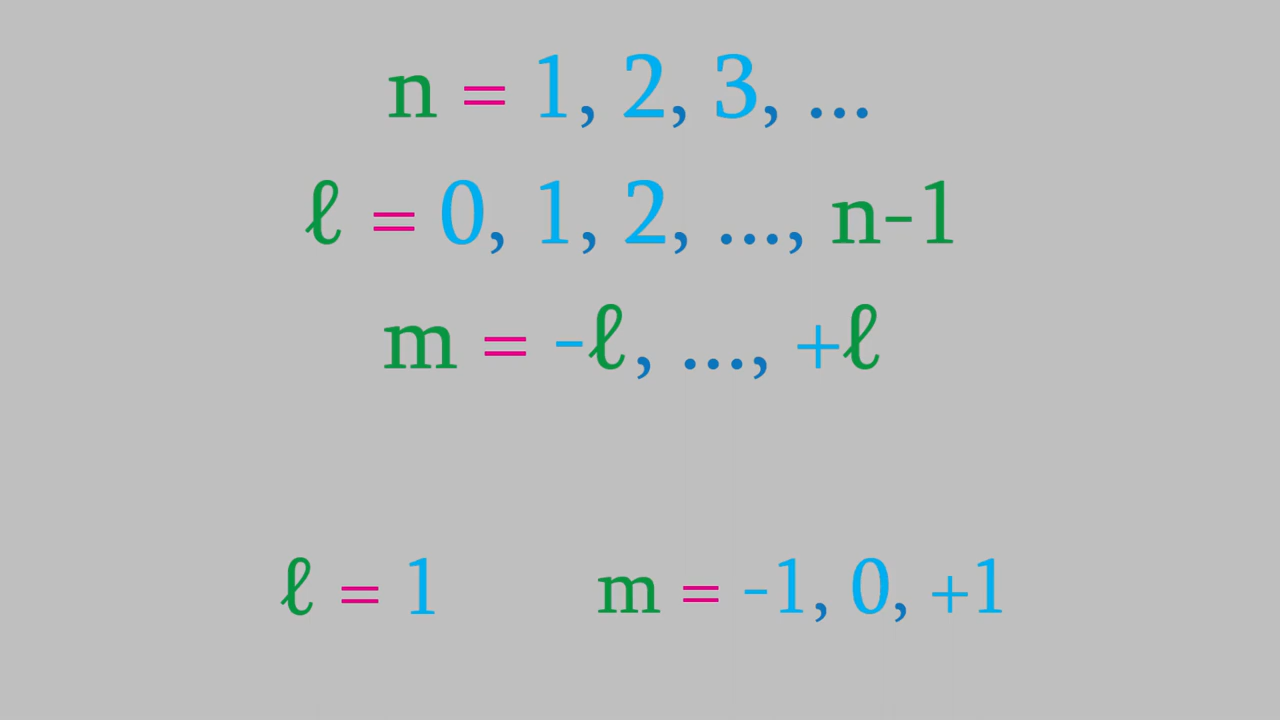 n = 1, 2, 3, ...
ℓ = 0, 1, 2, ..., n-1
m = -ℓ, ..., +ℓ
ℓ = 1 m = -1, 0, +1